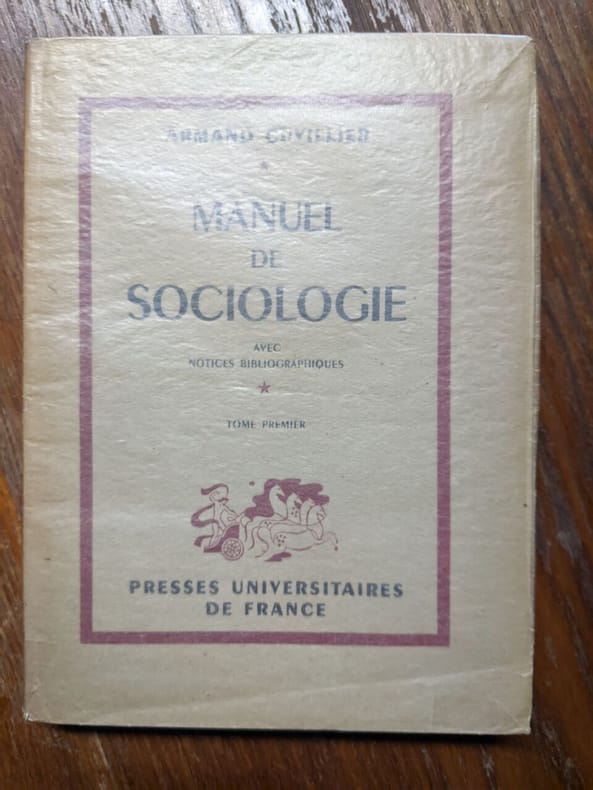 ARMAND CUVILLIER
MANUEL
DE
SOCIOLOGIE
AVEC
NOTICES BIBLIOGRAPHIQUES
TOME PREMIER
PRESSES UNIVERSITAIRES
DE FRANCE